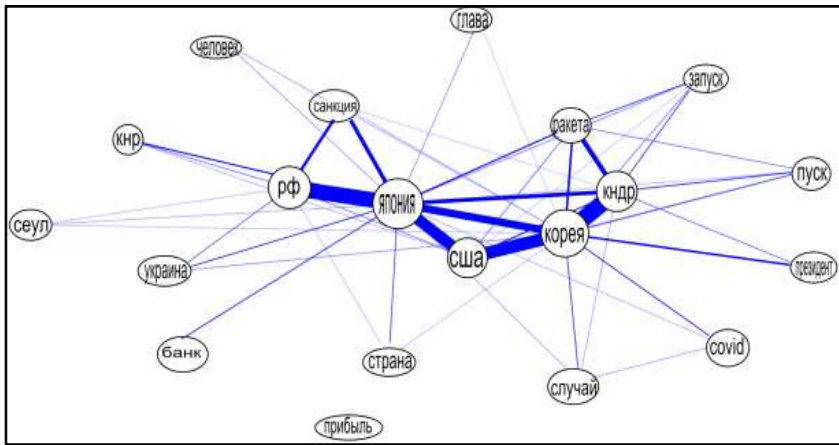 глава
человек
запуск
санкция
ракета
кнр
пуск
рф
кндр
япония
сеул
корея
сша
украина
президент
банк
страна
covid
случай
прибыль